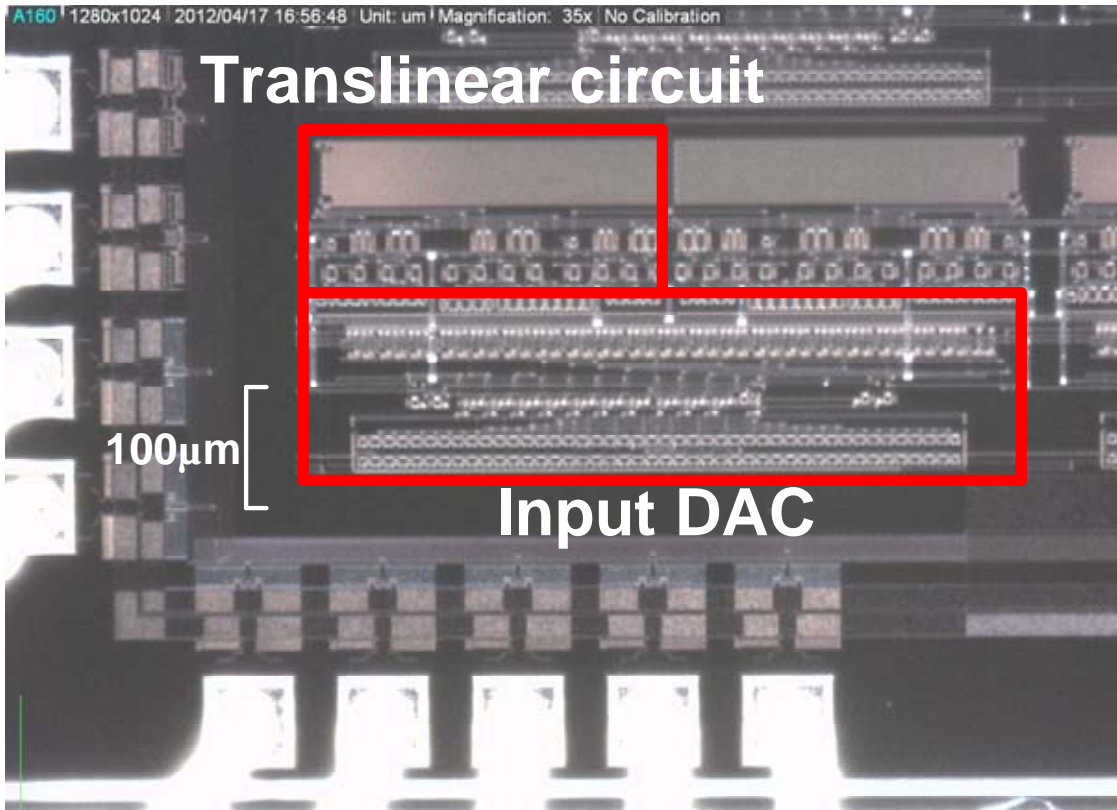 A160 1280x1024 2012/04/17 16:56:48 Unit: um Magnification: 35x No Calibration
Translinear circuit
100μm
Input DAC